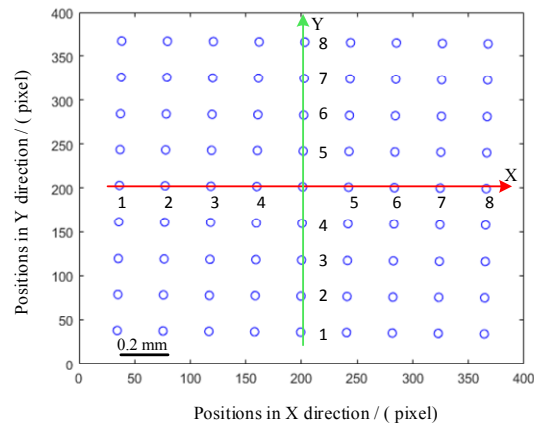 400
350
300
250
200
150
100
50
0
Positions in Y direction / ( pixel)
Y
8
7
6
5
X
1 2 3 4 5 6 7 8
4
3
2
1
0.2 mm
0 50 100 150 200 250 300 350 400
Positions in X direction / ( pixel)